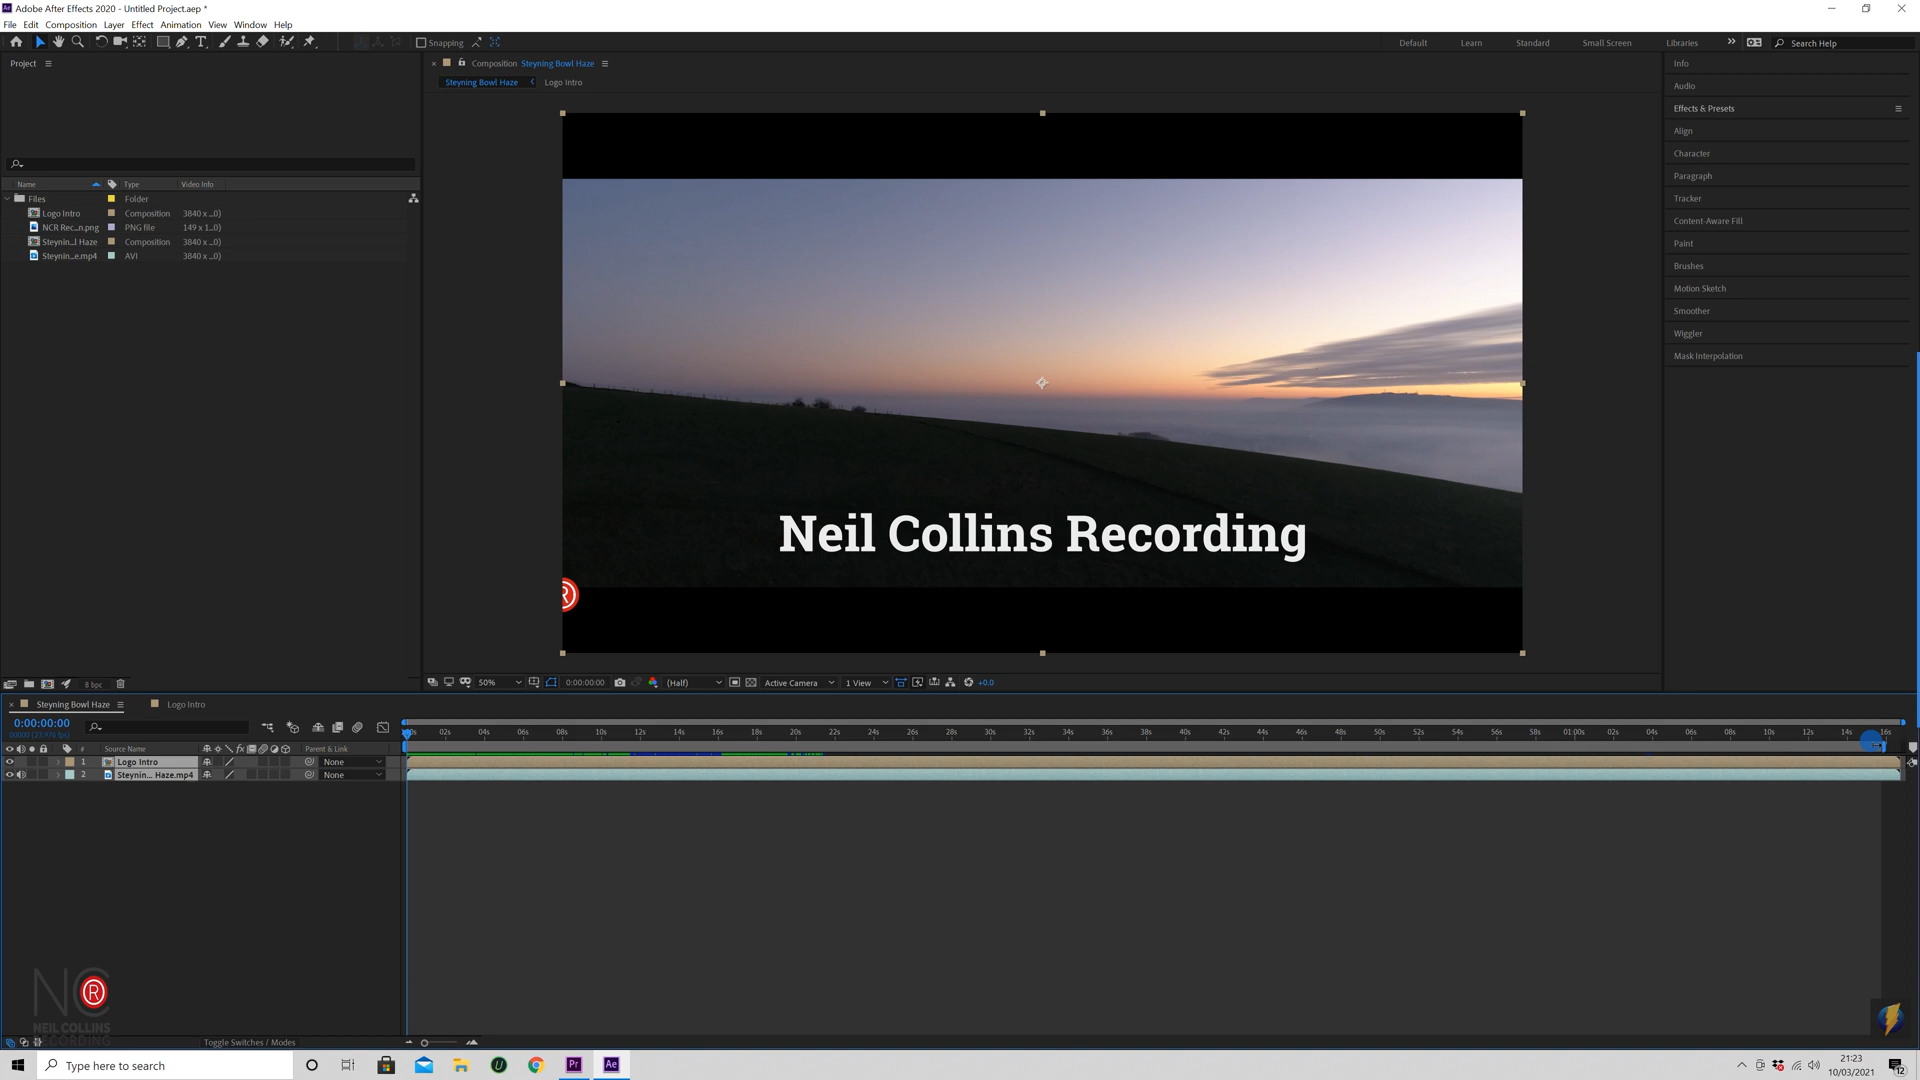 Adobe After Effects 2020 - Untitled Project.aep *
File Edit Composition Layer Effect Animation View Window Help
Snapping
Default Learn Standard Small Screen Libraries
Search Help
Project
Composition Steyning Bowl Haze
Steyning Bowl Haze Logo Intro
Name Type Video Info
Files Folder
Logo Intro Composition 3840 x ...0)
NCR Rec...n.png PNG file 149 x 1...0)
Steynin...l Haze Composition 3840 x ...0)
Steynin...e.mp4 AVI 3840 x ...0)
Neil Collins Recording
R
Info
Audio
Effects & Presets
Align
Character
Paragraph
Tracker
Content-Aware Fill
Paint
Brushes
Motion Sketch
Smoother
Wiggler
Mask Interpolation
8 bpc
50% 0:00:00:00 (Half) Active Camera 1 View +0.0
Steyning Bowl Haze Logo Intro
0:00:00:00
00000 (23.976 fps)
02s 04s 06s 08s 10s 12s 14s 16s 18s 20s 22s 24s 26s 28s 30s 32s 34s 36s 38s 40s 42s 44s 46s 48s 50s 52s 54s 56s 58s 01:00s 02s 04s 06s 08s 10s 12s 14s 16s
# Source Name Parent & Link
1 Logo Intro None
2 Steynin... Haze.mp4 None
NC
R
NEIL COLLINS
RECORDING
Toggle Switches / Modes
Type here to search
Pr Ae
21:23
10/03/2021
12